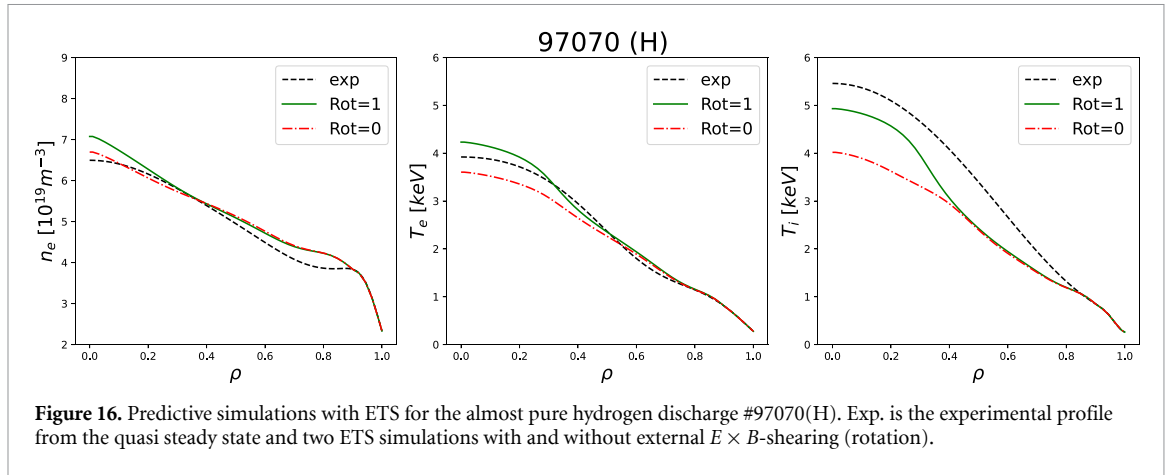 97070 (H)
9
8
7
6
5
4
3
2
n_e [10^{19}m^{-3}]
exp
Rot=1
Rot=0
0.0 0.2 0.4 0.6 0.8 1.0
ρ
6
5
4
3
2
1
0
T_e [keV]
exp
Rot=1
Rot=0
0.0 0.2 0.4 0.6 0.8 1.0
ρ
6
5
4
3
2
1
0
T_i [keV]
exp
Rot=1
Rot=0
0.0 0.2 0.4 0.6 0.8 1.0
ρ
Figure 16. Predictive simulations with ETS for the almost pure hydrogen discharge #97070(H). Exp. is the experimental profile
from the quasi steady state and two ETS simulations with and without external E × B-shearing (rotation).